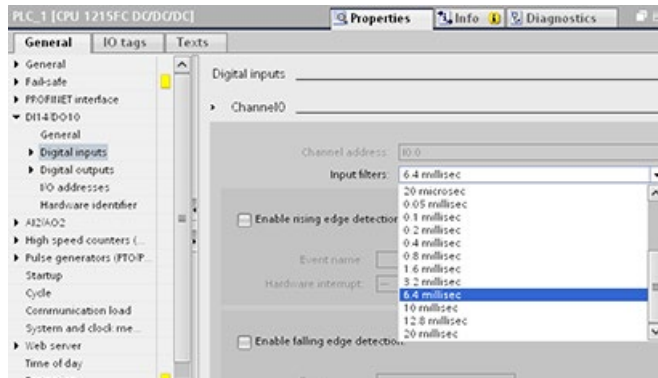 PLC_1 [CPU 1215FC DC/DC/DC]
Properties
Info
Diagnostics
General
IO tags
Texts
General
Fail-safe
PROFINET interface
DI14/DO10
General
Digital inputs
Digital outputs
I/O addresses
Hardware identifier
AI2/AO2
High speed counters (...
Pulse generators (PTO/P...
Startup
Cycle
Communication load
System and clock me...
Web server
Time of day
Digital inputs
Channel0
Channel address:
I0.0
Input filters:
6.4 millisec
20 microsec
0.05 millisec
0.1 millisec
0.2 millisec
0.4 millisec
0.8 millisec
1.6 millisec
3.2 millisec
6.4 millisec
10 millisec
12.8 millisec
20 millisec
Enable rising edge detection
Event name:
Hardware interrupt:
Enable falling edge detection